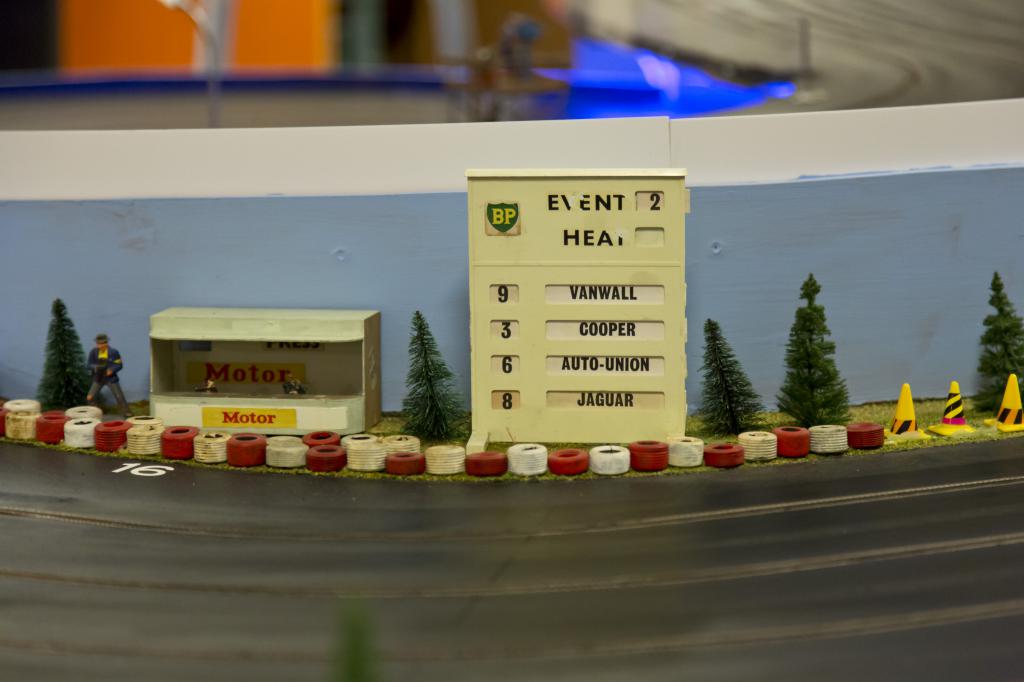 BP
EVENT 2
HEAT
9 VANWALL
3 COOPER
6 AUTO-UNION
8 JAGUAR
PRESS
Motor
Motor
16